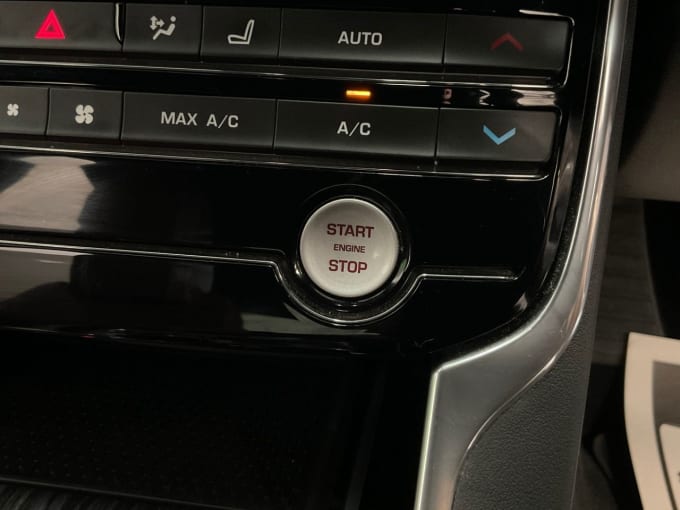 AUTO
MAX A/C
A/C
START
ENGINE
STOP